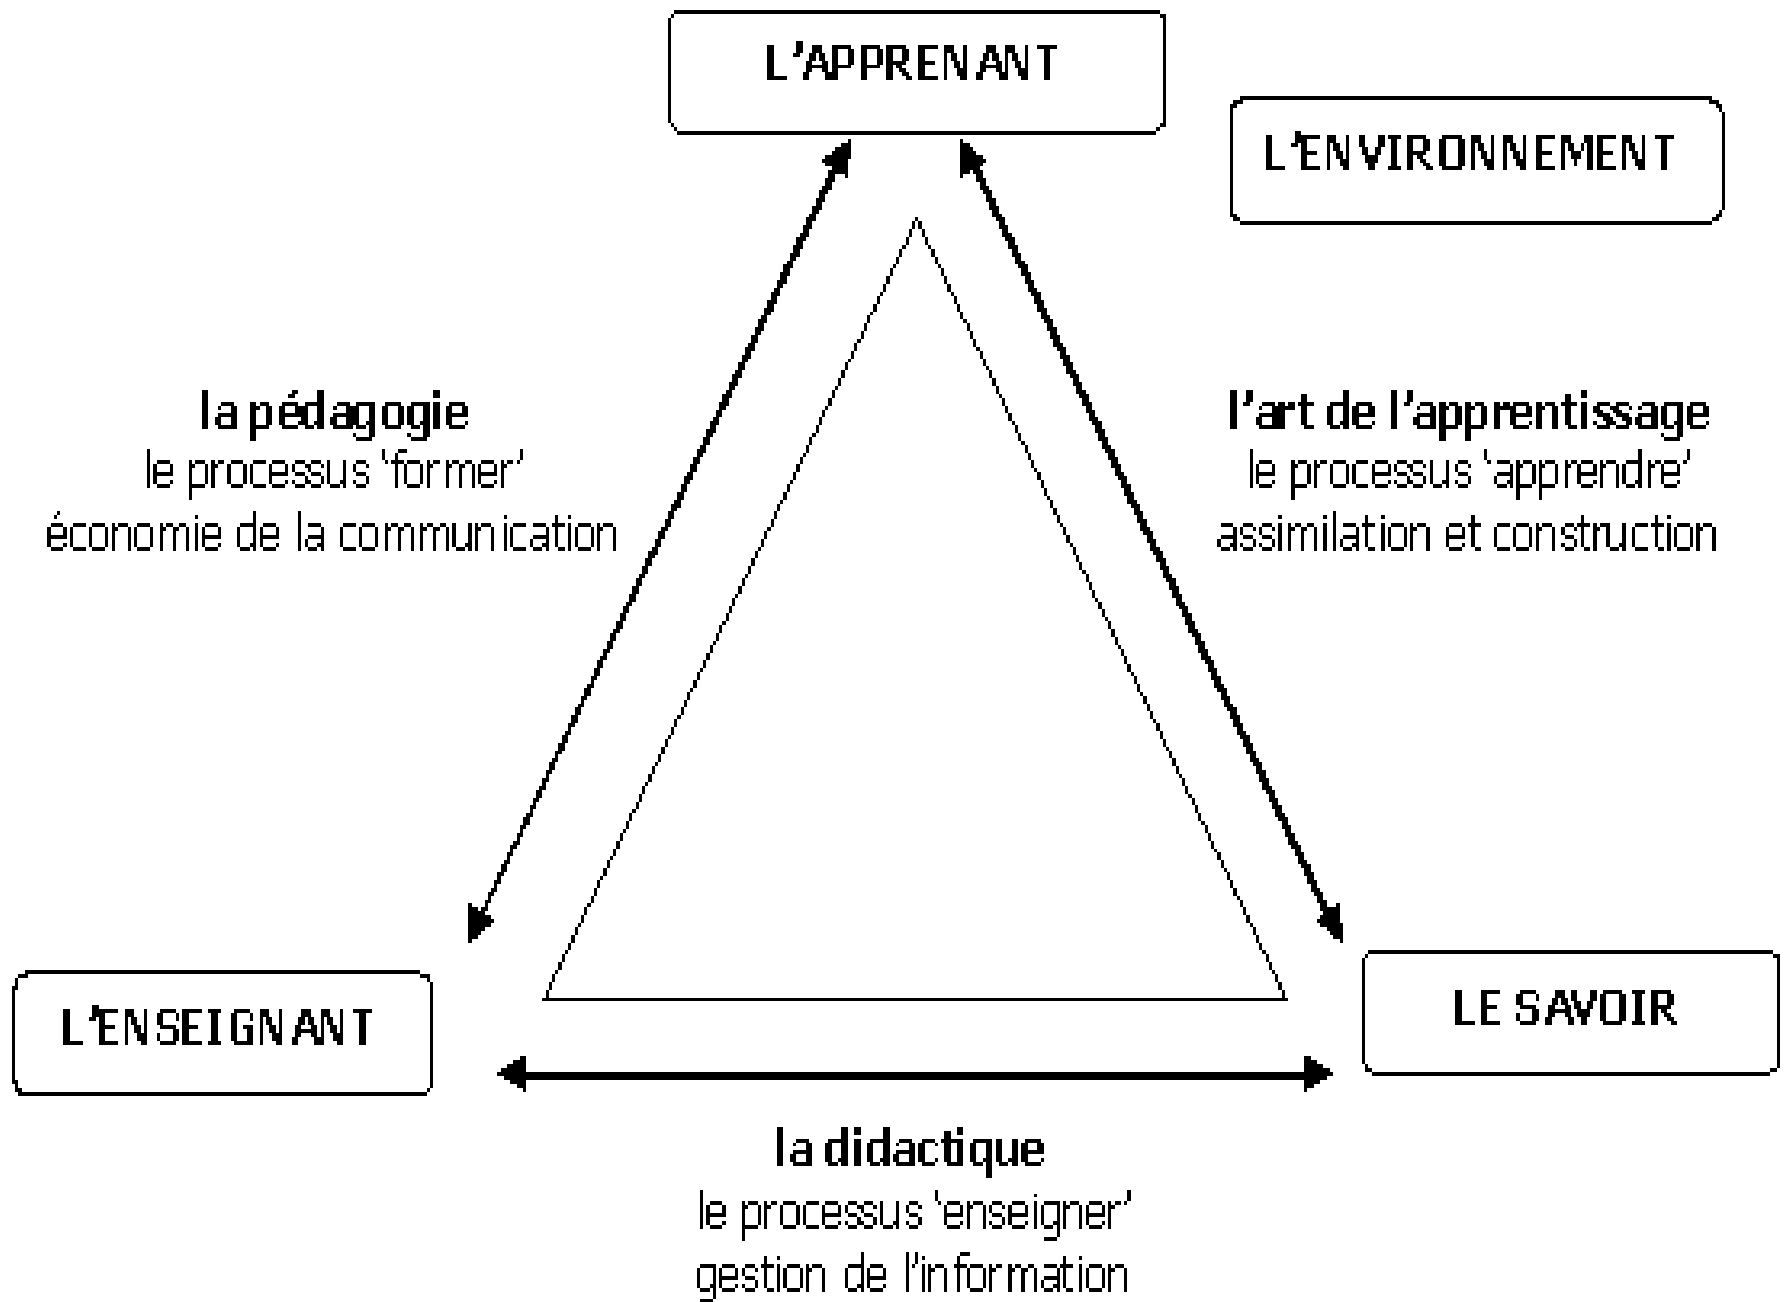 L'APPRENANT
L'ENVIRONNEMENT
la pédagogie
le processus 'former'
économie de la communication
l'art de l'apprentissage
le processus 'apprendre'
assimilation et construction
L'ENSEIGNANT
LE SAVOIR
la didactique
le processus 'enseigner'
gestion de l'information